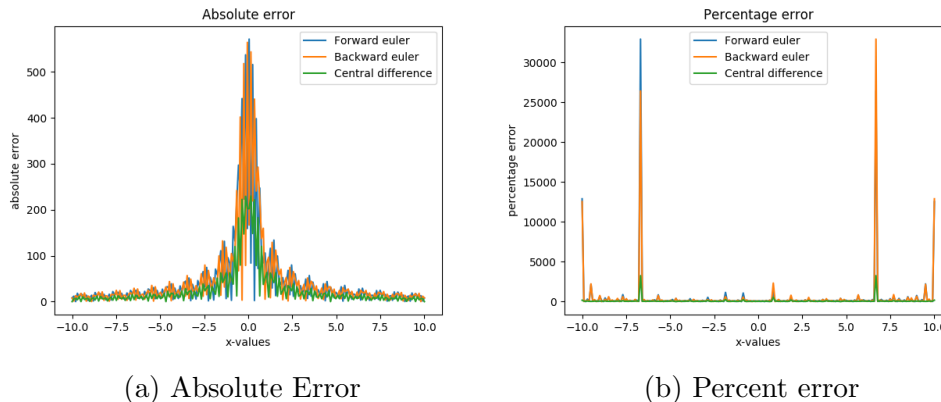 Absolute error
Forward euler
Backward euler
Central difference
absolute error
500
400
300
200
100
0
−10.0 −7.5 −5.0 −2.5 0.0 2.5 5.0 7.5 10.0
x-values
(a) Absolute Error
Percentage error
Forward euler
Backward euler
Central difference
percentage error
30000
25000
20000
15000
10000
5000
0
−10.0 −7.5 −5.0 −2.5 0.0 2.5 5.0 7.5 10.0
x-values
(b) Percent error